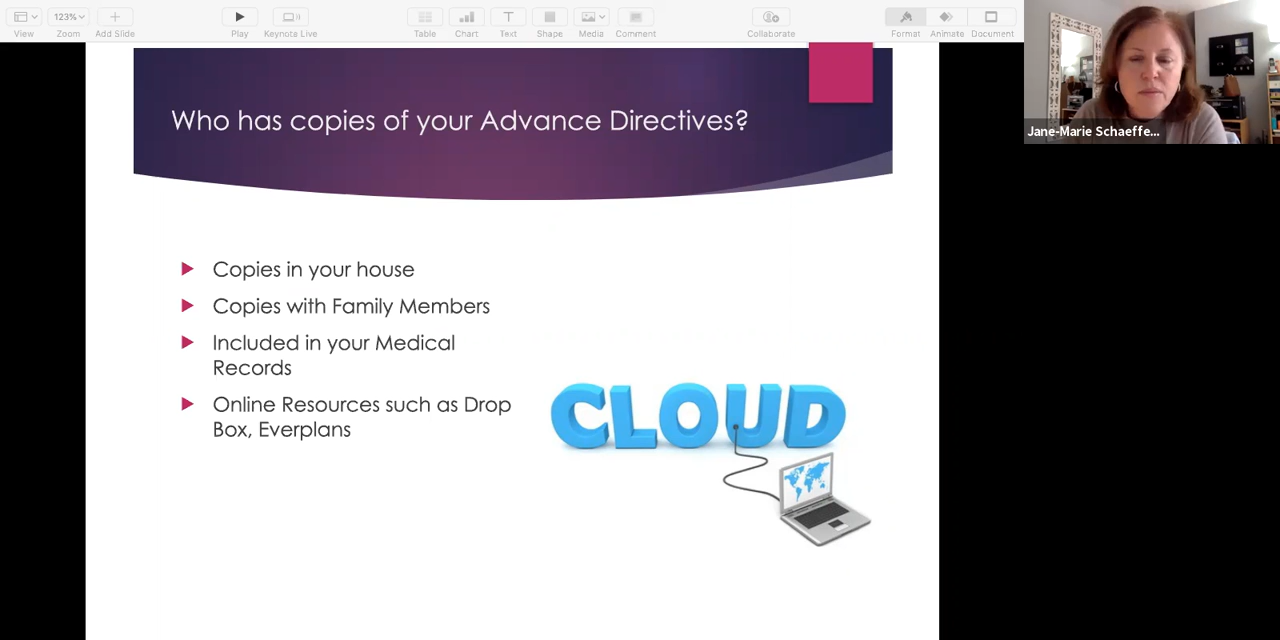 123%
View
Zoom
Add Slide
Play
Keynote Live
Table
Chart
Text
Shape
Media
Comment
Collaborate
Format
Animate
Document
Jane-Marie Schaeffe...
Who has copies of your Advance Directives?
Copies in your house
Copies with Family Members
Included in your Medical
Records
Online Resources such as Drop
Box, Everplans
CLOUD